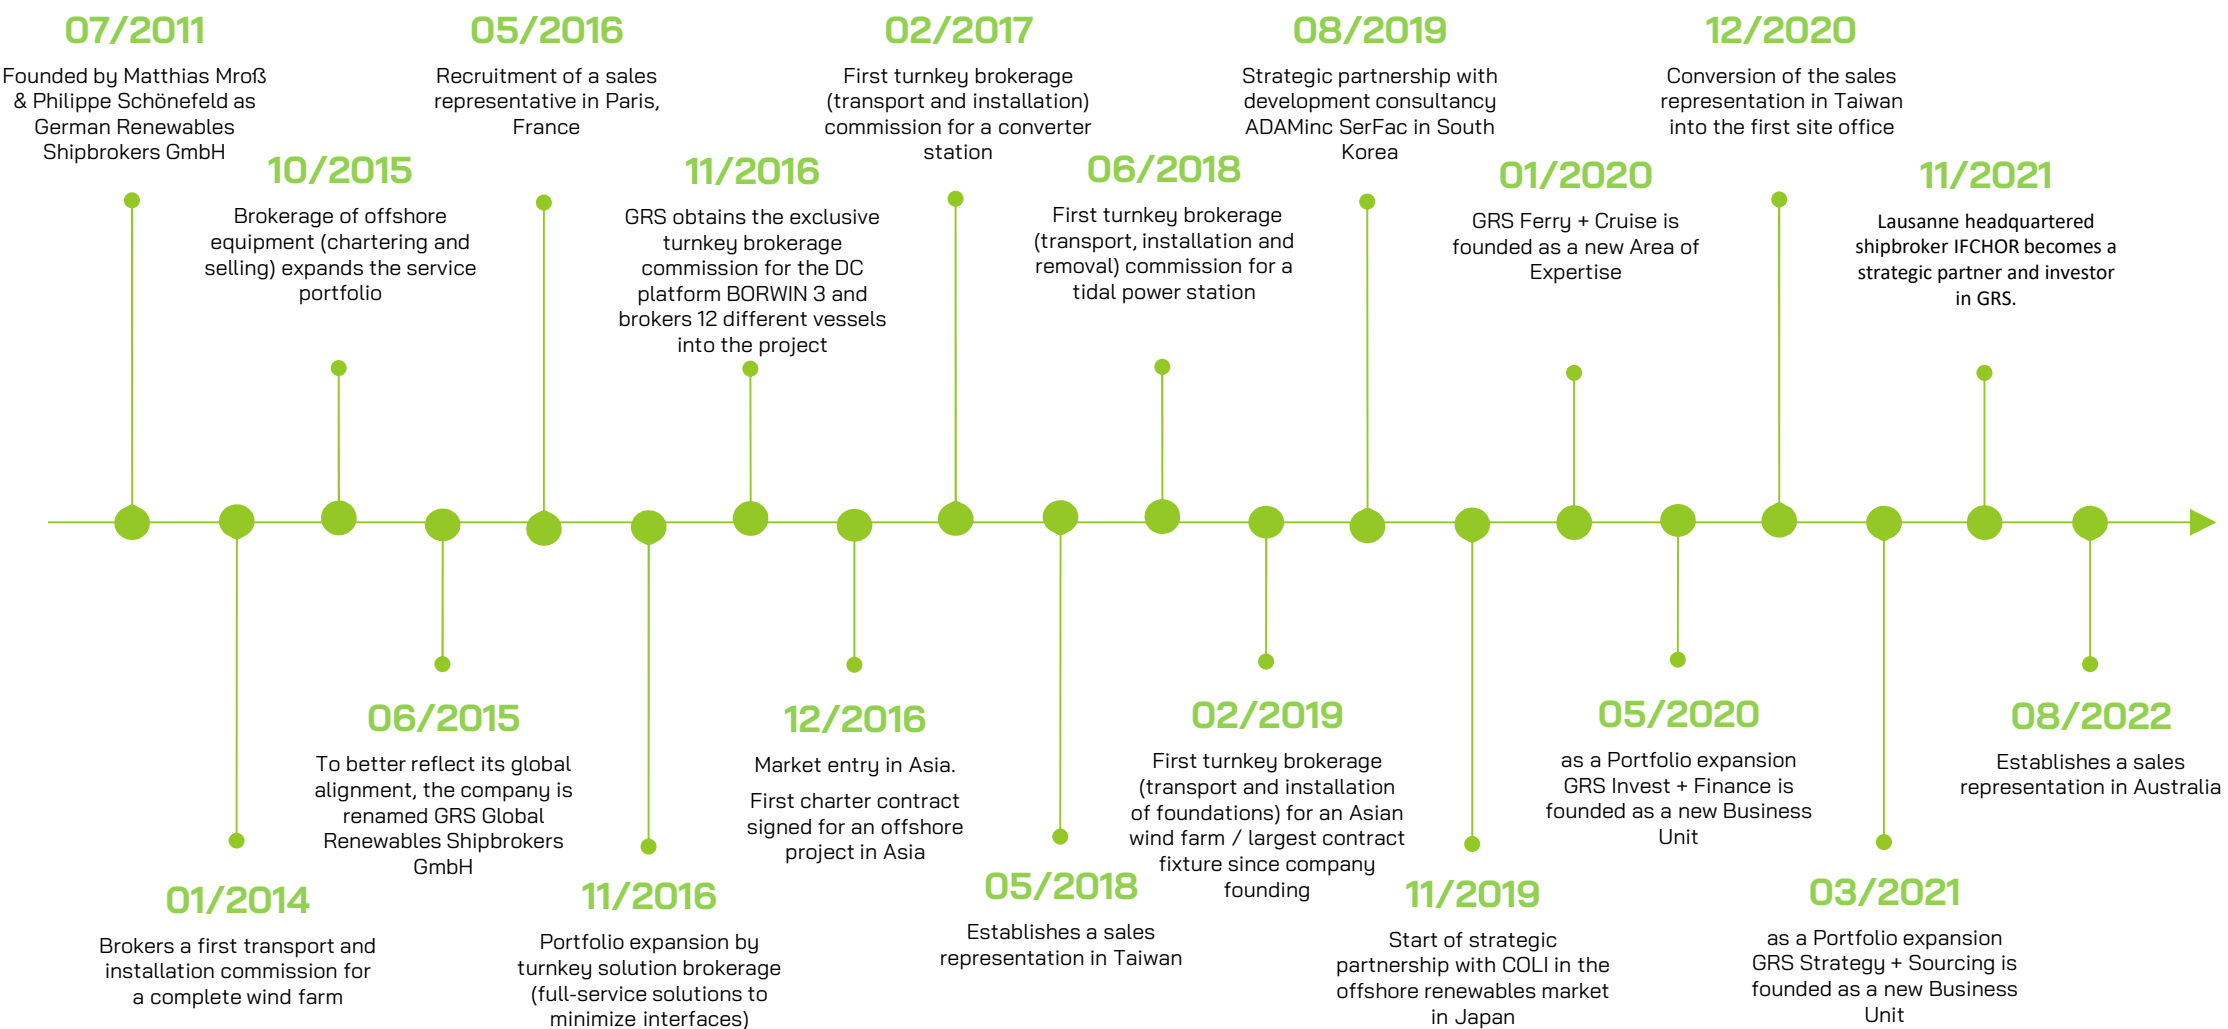 07/2011
Founded by Matthias Mroß
& Philippe Schönefeld as
German Renewables
Shipbrokers GmbH
01/2014
Brokers a first transport and
installation commission for
a complete wind farm
10/2015
Brokerage of offshore
equipment (chartering and
selling) expands the service
portfolio
06/2015
To better reflect its global
alignment, the company is
renamed GRS Global
Renewables Shipbrokers
GmbH
05/2016
Recruitment of a sales
representative in Paris,
France
11/2016
Portfolio expansion by
turnkey solution brokerage
(full-service solutions to
minimize interfaces)
11/2016
GRS obtains the exclusive
turnkey brokerage
commission for the DC
platform BORWIN 3 and
brokers 12 different vessels
into the project
12/2016
Market entry in Asia.
First charter contract
signed for an offshore
project in Asia
02/2017
First turnkey brokerage
(transport and installation)
commission for a converter
station
05/2018
Establishes a sales
representation in Taiwan
06/2018
First turnkey brokerage
(transport, installation and
removal) commission for a
tidal power station
02/2019
First turnkey brokerage
(transport and installation
of foundations) for an Asian
wind farm / largest contract
fixture since company
founding
08/2019
Strategic partnership with
development consultancy
ADAMinc SerFac in South
Korea
11/2019
Start of strategic
partnership with COLI in the
offshore renewables market
in Japan
01/2020
GRS Ferry + Cruise is
founded as a new Area of
Expertise
05/2020
as a Portfolio expansion
GRS Invest + Finance is
founded as a new Business
Unit
12/2020
Conversion of the sales
representation in Taiwan
into the first site office
03/2021
as a Portfolio expansion
GRS Strategy + Sourcing is
founded as a new Business
Unit
11/2021
Lausanne headquartered
shipbroker IFCHOR becomes a
strategic partner and investor
in GRS.
08/2022
Establishes a sales
representation in Australia